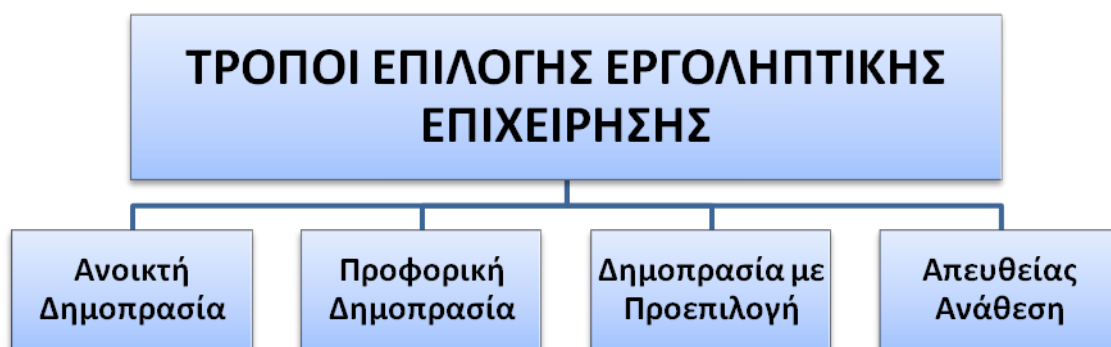 ΤΡΟΠΟΙ ΕΠΙΛΟΓΗΣ ΕΡΓΟΛΗΠΤΙΚΗΣ
ΕΠΙΧΕΙΡΗΣΗΣ
Ανοικτή
Δημοπρασία
Προφορική
Δημοπρασία
Δημοπρασία με
Προεπιλογή
Απευθείας
Ανάθεση